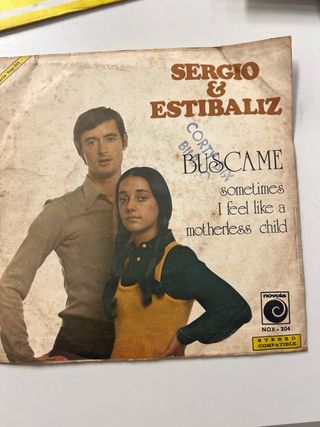 SERGIO
&
ESTIBALIZ
BUSCAME
sometimes
I feel like a
motherless child
novola
NOX - 204
STEREO
COMPATIBLE